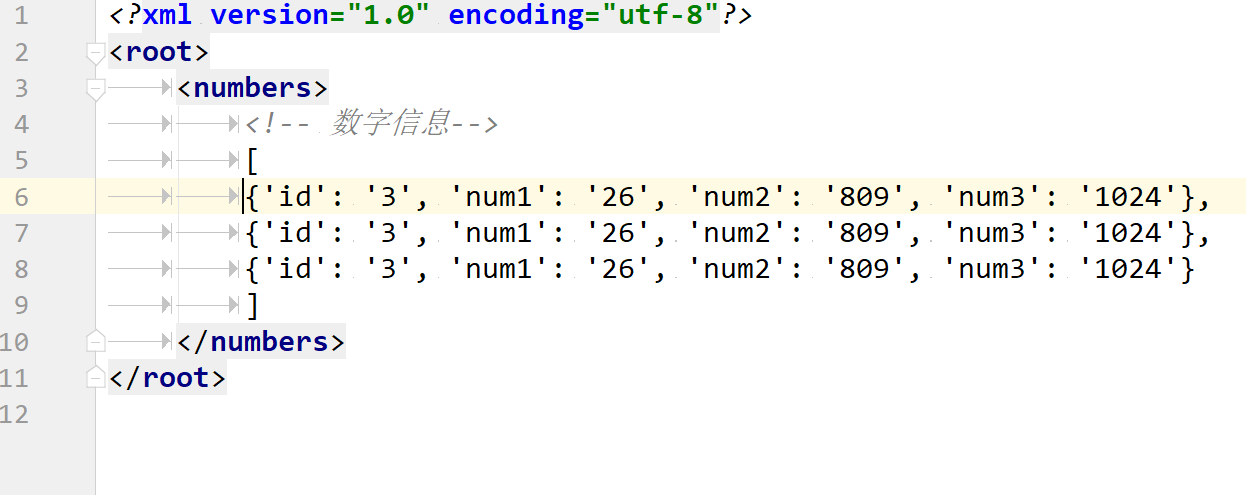 1 <?xml version="1.0" encoding="utf-8"?>
2 <root>
3 <numbers>
4 <!-- 数字信息-->
5 [
6 {'id': '3', 'num1': '26', 'num2': '809', 'num3': '1024'},
7 {'id': '3', 'num1': '26', 'num2': '809', 'num3': '1024'},
8 {'id': '3', 'num1': '26', 'num2': '809', 'num3': '1024'}
9 ]
10 </numbers>
11 </root>
12